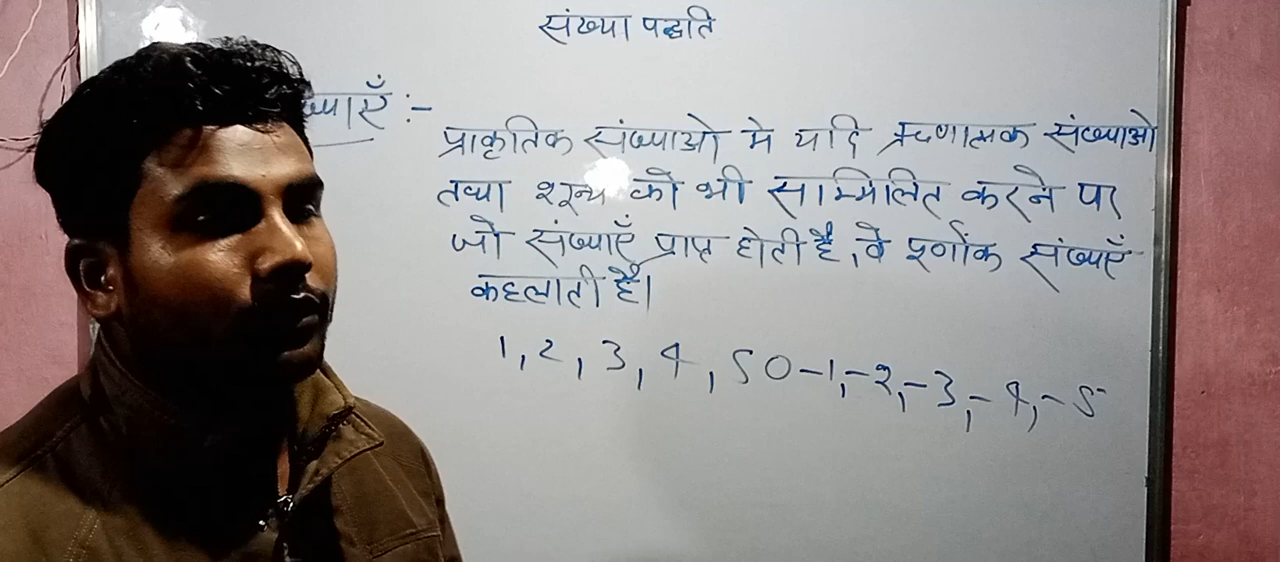 संख्या पद्धति
ख्याएँ :-
प्राकृतिक संख्याओ मे यदि ऋणात्मक संख्याओ
तथा शून्य को भी सम्मिलित करने पर
जो संख्याएँ प्राप्त होती है, वे पूर्णांक संख्याएँ
कहलाती है।
1, 2, 3, 4, 5 0 -1, -2, -3, -4, -5